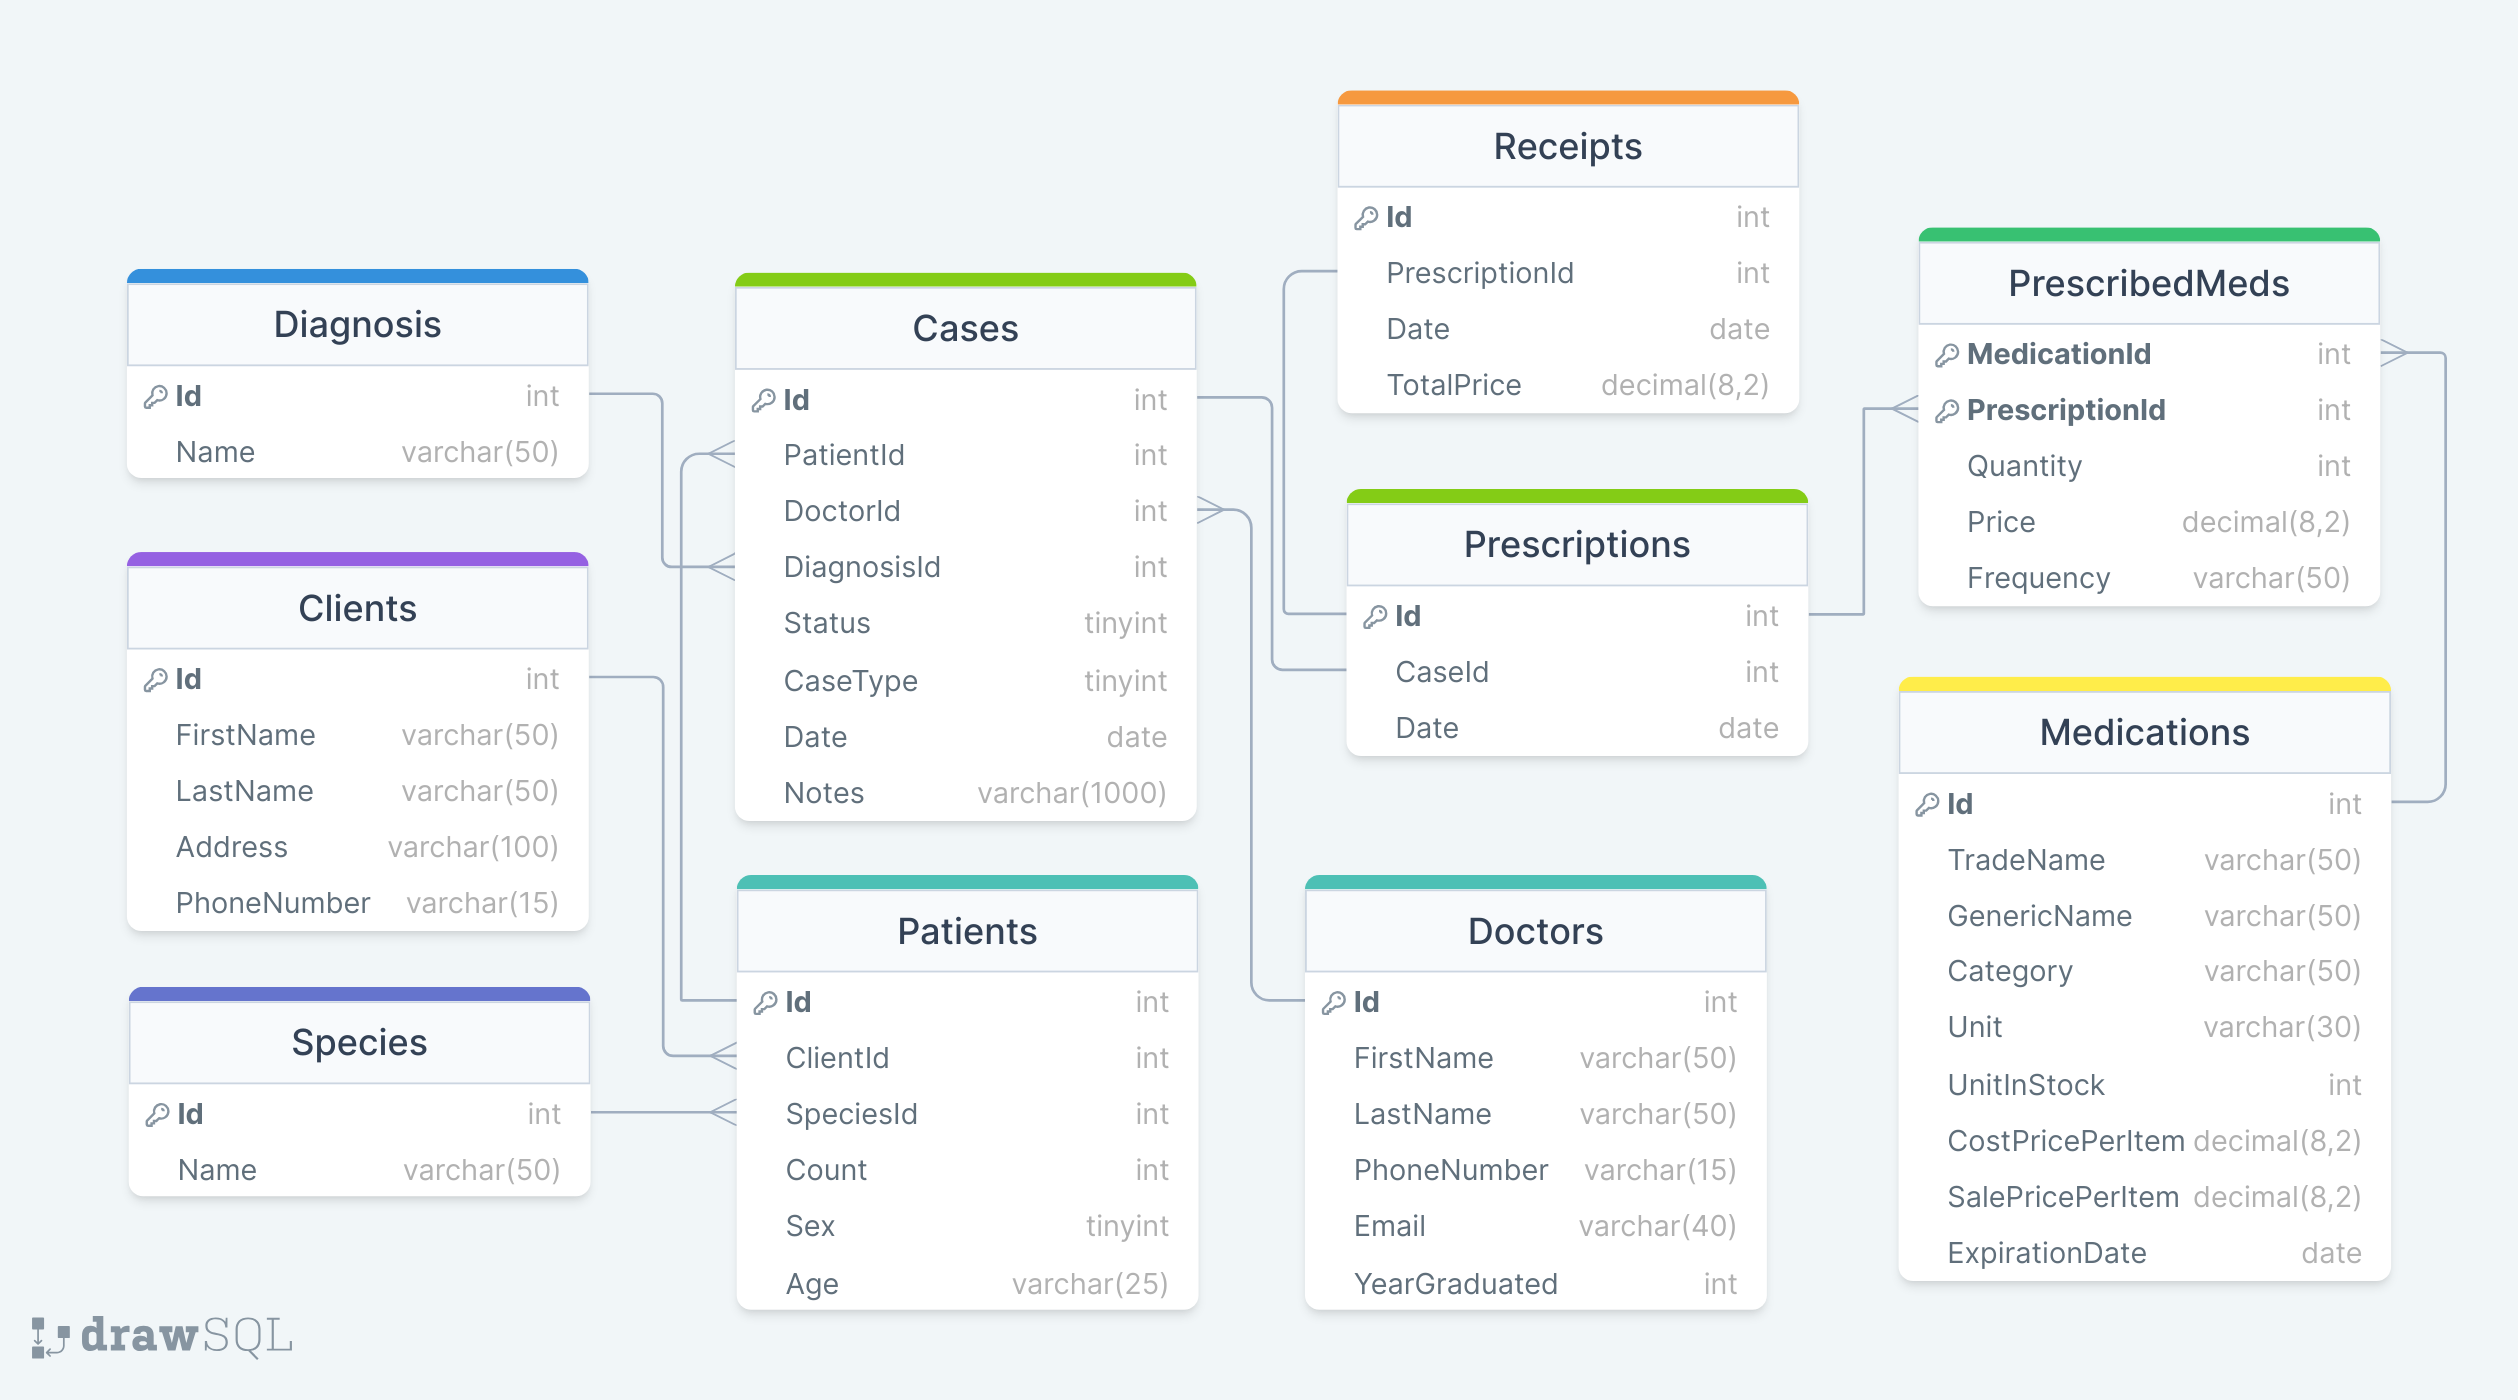 Diagnosis
Id int
Name varchar(50)
Clients
Id int
FirstName varchar(50)
LastName varchar(50)
Address varchar(100)
PhoneNumber varchar(15)
Species
Id int
Name varchar(50)
Cases
Id int
PatientId int
DoctorId int
DiagnosisId int
Status tinyint
CaseType tinyint
Date date
Notes varchar(1000)
Patients
Id int
ClientId int
SpeciesId int
Count int
Sex tinyint
Age varchar(25)
Receipts
Id int
PrescriptionId int
Date date
TotalPrice decimal(8,2)
Prescriptions
Id int
CaseId int
Date date
Doctors
Id int
FirstName varchar(50)
LastName varchar(50)
PhoneNumber varchar(15)
Email varchar(40)
YearGraduated int
PrescribedMeds
MedicationId int
PrescriptionId int
Quantity int
Price decimal(8,2)
Frequency varchar(50)
Medications
Id int
TradeName varchar(50)
GenericName varchar(50)
Category varchar(50)
Unit varchar(30)
UnitInStock int
CostPricePerItem decimal(8,2)
SalePricePerItem decimal(8,2)
ExpirationDate date
drawSQL